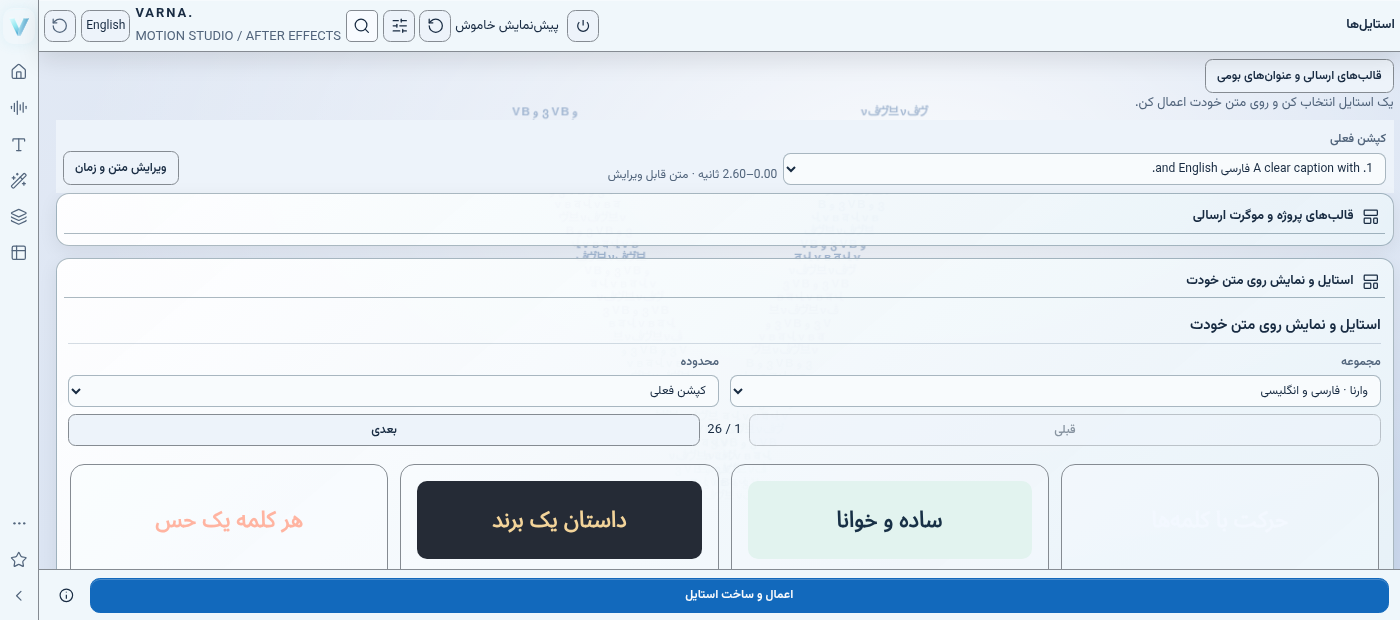 استایل‌ها
پیش‌نمایش خاموش
VARNA.
MOTION STUDIO / AFTER EFFECTS
English
قالب‌های ارسالی و عنوان‌های بومی
یک استایل انتخاب کن و روی متن خودت اعمال کن.
کپشن فعلی
1. A clear caption with فارسی and English.
0.00–2.60 ثانیه · متن قابل ویرایش
ویرایش متن و زمان
قالب‌های پروژه و موگرت ارسالی
استایل و نمایش روی متن خودت
استایل و نمایش روی متن خودت
مجموعه
محدوده
وارنا · فارسی و انگلیسی
کپشن فعلی
قبلی
1 / 26
بعدی
ساده و خوانا
داستان یک برند
هر کلمه یک حس
اعمال و ساخت استایل